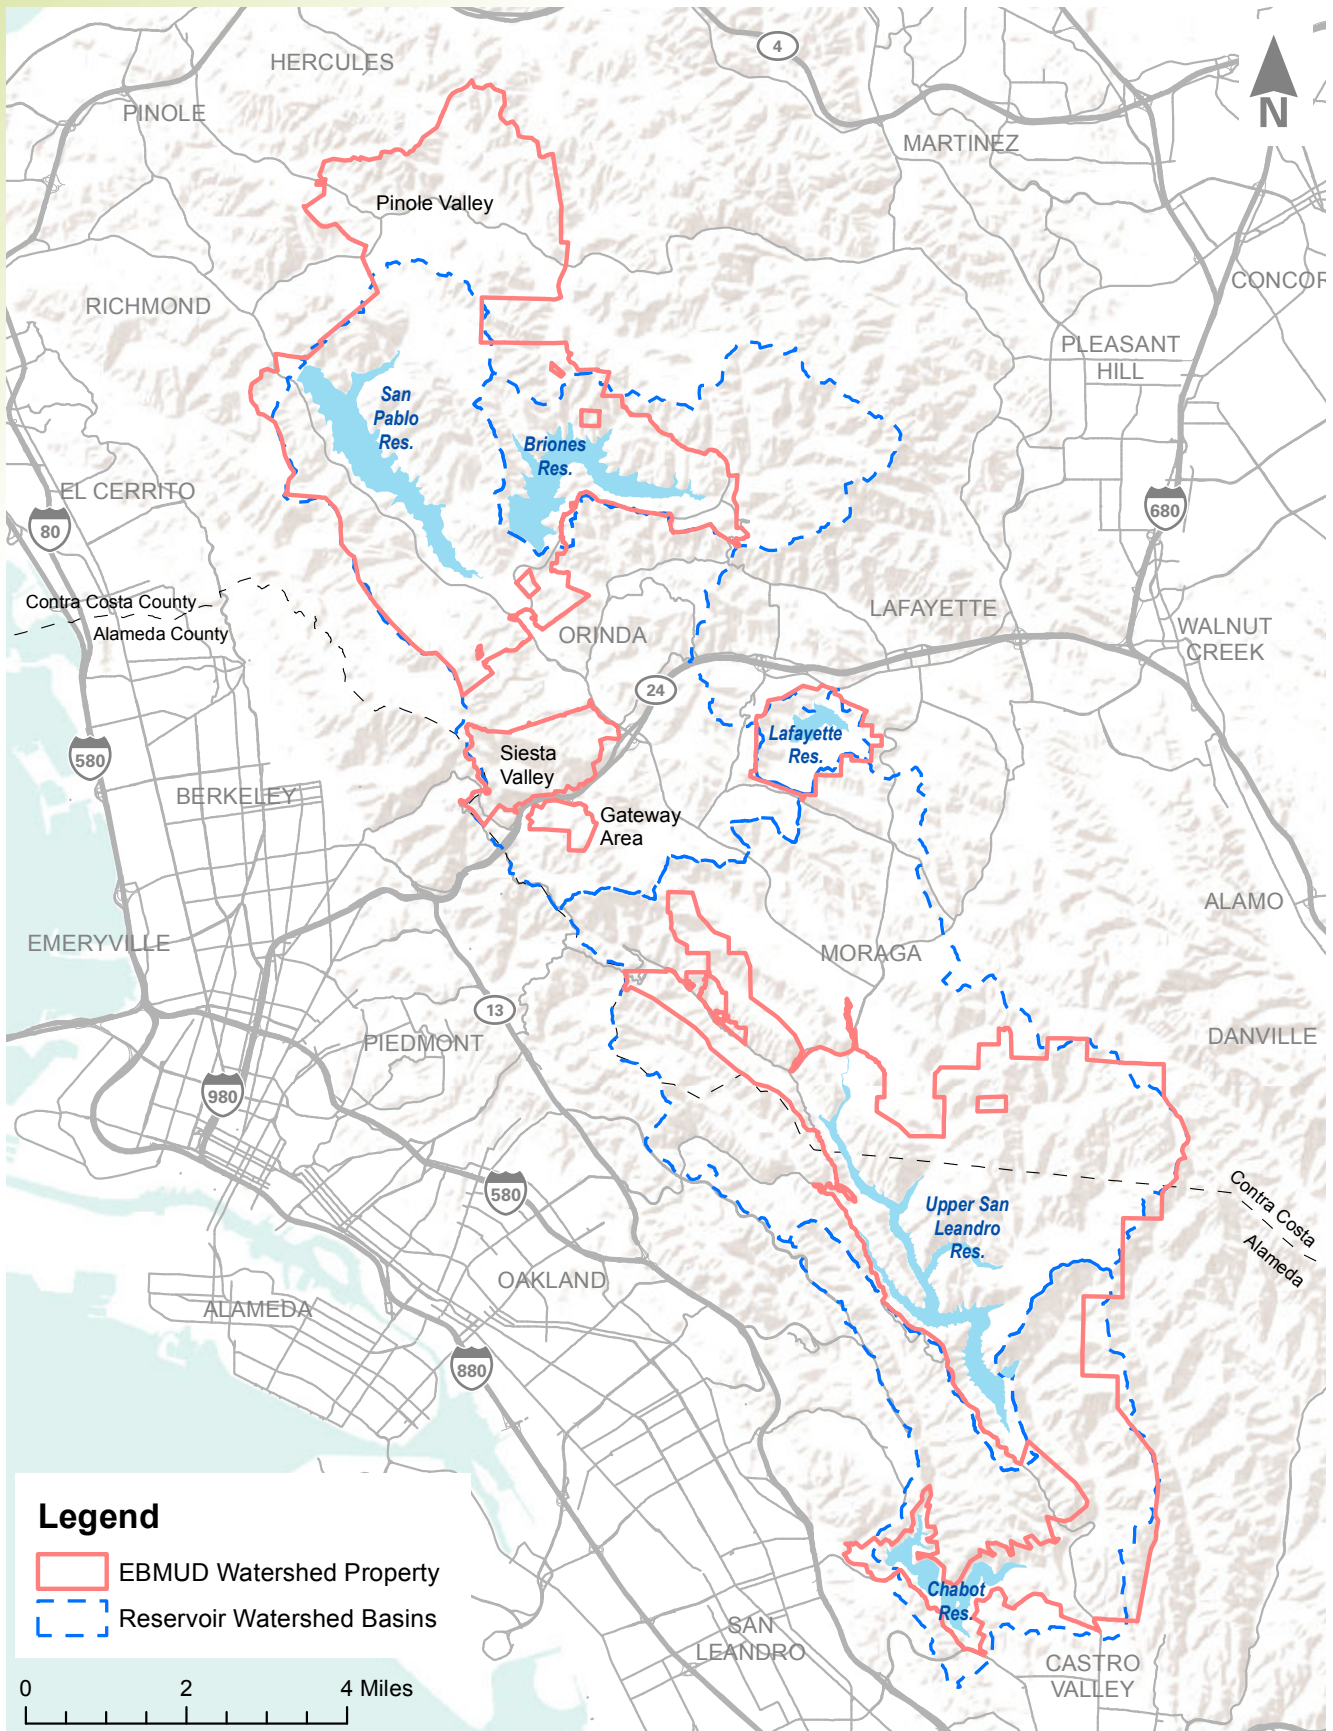 HERCULES
4
PINOLE
N
MARTINEZ
Pinole Valley
CONCOR
RICHMOND
PLEASANT
HILL
San
Pablo
Res.
Briones
Res.
EL CERRITO
80
680
Contra Costa County
Alameda County
LAFAYETTE
ORINDA
WALNUT
CREEK
24
Lafayette
Res.
580
Siesta
Valley
BERKELEY
Gateway
Area
ALAMO
EMERYVILLE
MORAGA
13
DANVILLE
PIEDMONT
980
580
Contra Costa
Alameda
Upper San
Leandro
Res.
OAKLAND
ALAMEDA
880
Legend
EBMUD Watershed Property
Reservoir Watershed Basins
Chabot
Res.
SAN
LEANDRO
CASTRO
VALLEY
0 2 4 Miles